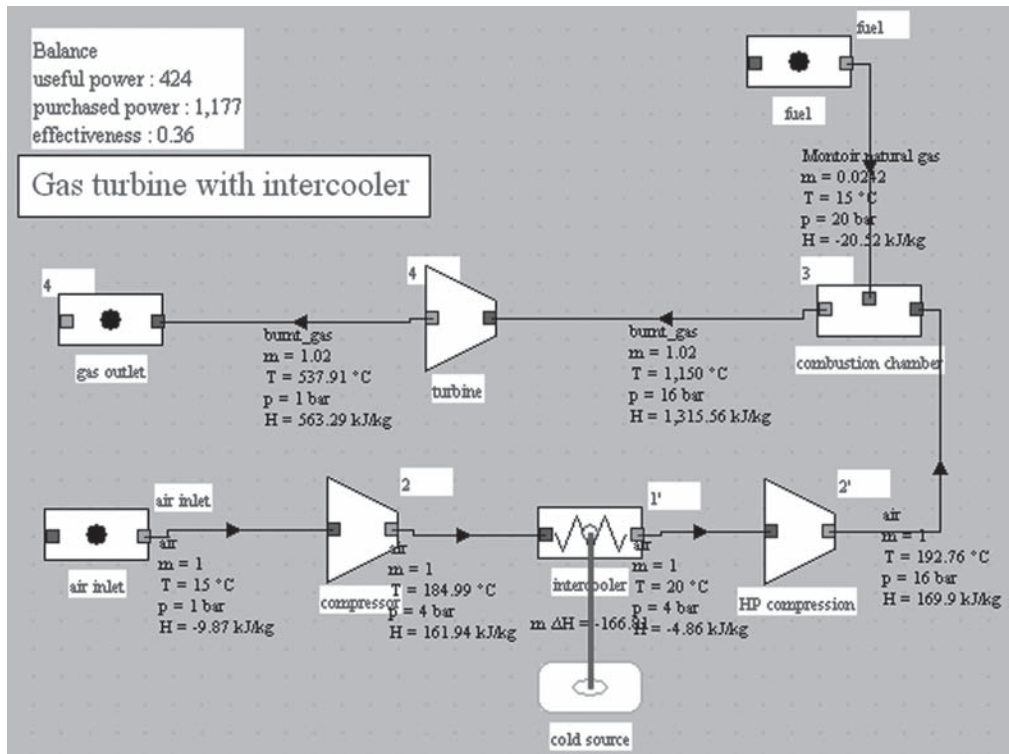 Balance
useful power : 424
purchased power : 1,177
effectiveness : 0.36
Gas turbine with intercooler
fuel
fuel
Montoir natural gas
m = 0.0242
T = 15 °C
p = 20 bar
H = -20.52 kJ/kg
4
gas outlet
burnt_gas
m = 1.02
T = 537.91 °C
p = 1 bar
H = 563.29 kJ/kg
4
turbine
burnt_gas
m = 1.02
T = 1,150 °C
p = 16 bar
H = 1,315.56 kJ/kg
3
combustion chamber
air inlet
air inlet
air
m = 1
T = 15 °C
p = 1 bar
H = -9.87 kJ/kg
2
compressor
air
m = 1
T = 184.99 °C
p = 4 bar
H = 161.94 kJ/kg
intercooler
m ΔH = -166.81
1'
air
m = 1
T = 20 °C
p = 4 bar
H = -4.86 kJ/kg
2'
HP compression
air
m = 1
T = 192.76 °C
p = 16 bar
H = 169.9 kJ/kg
cold source